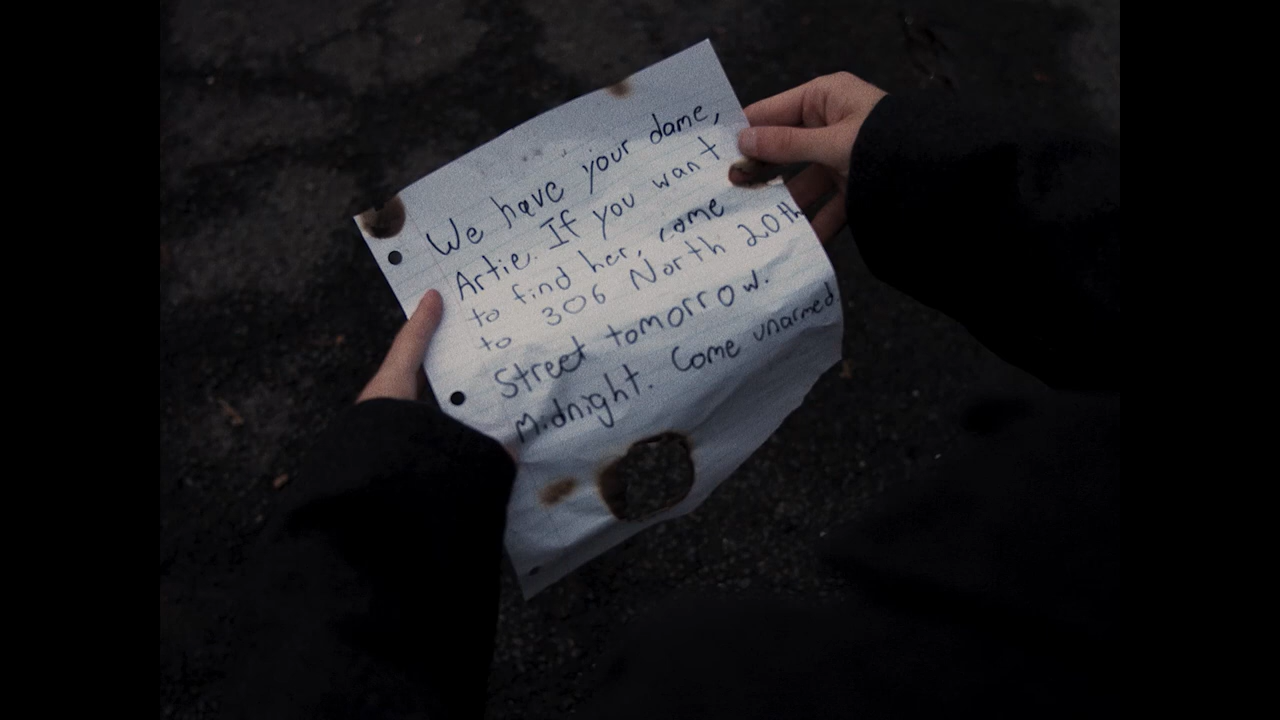 We have your dame,
Artie. If you want
to find her, come
to 306 North 20th
Street tomorrow.
Midnight. Come unarmed.